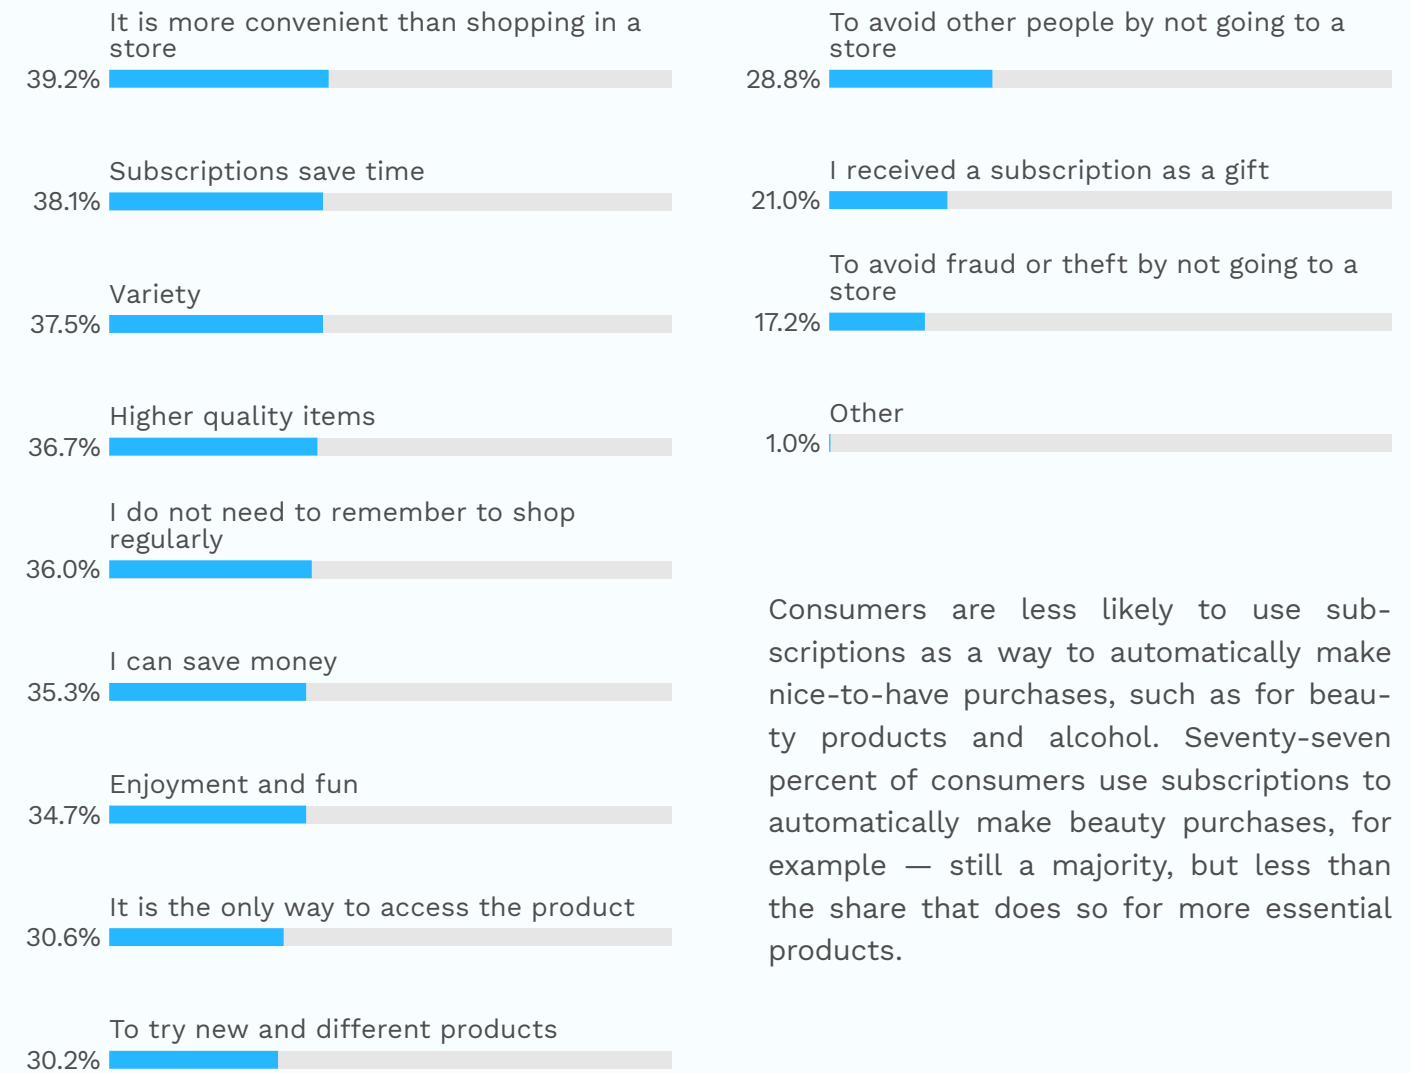 It is more convenient than shopping in a
store
39.2%
Subscriptions save time
38.1%
Variety
37.5%
Higher quality items
36.7%
I do not need to remember to shop
regularly
36.0%
I can save money
35.3%
Enjoyment and fun
34.7%
It is the only way to access the product
30.6%
To try new and different products
30.2%
To avoid other people by not going to a
store
28.8%
I received a subscription as a gift
21.0%
To avoid fraud or theft by not going to a
store
17.2%
Other
1.0%
Consumers are less likely to use sub-
scriptions as a way to automatically make
nice-to-have purchases, such as for beau-
ty products and alcohol. Seventy-seven
percent of consumers use subscriptions to
automatically make beauty purchases, for
example — still a majority, but less than
the share that does so for more essential
products.